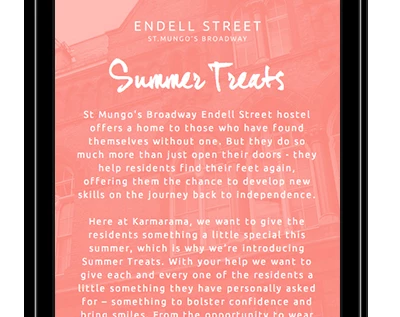 ENDELL STREET
ST.MUNGO'S BROADWAY
Summer Treats
St Mungo's Broadway Endell Street hostel
offers a home to those who have found
themselves without one. But they do so
much more than just open their doors - they
help residents find their feet again,
offering them the chance to develop new
skills on the journey back to independence.
Here at Karmarama, we want to give the
residents something a little special this
summer, which is why we're introducing
Summer Treats. With your help we want to
give each and every one of the residents a
little something they have personally asked
for – something to bolster confidence and
bring smiles. From the opportunity to wear